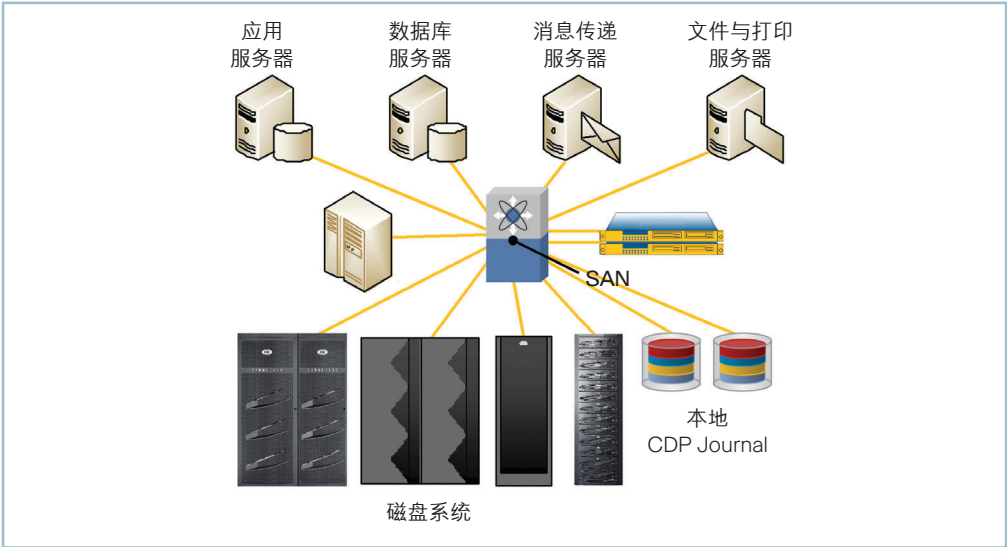 应用
服务器
数据库
服务器
消息传递
服务器
文件与打印
服务器
SAN
本地
CDP Journal
磁盘系统